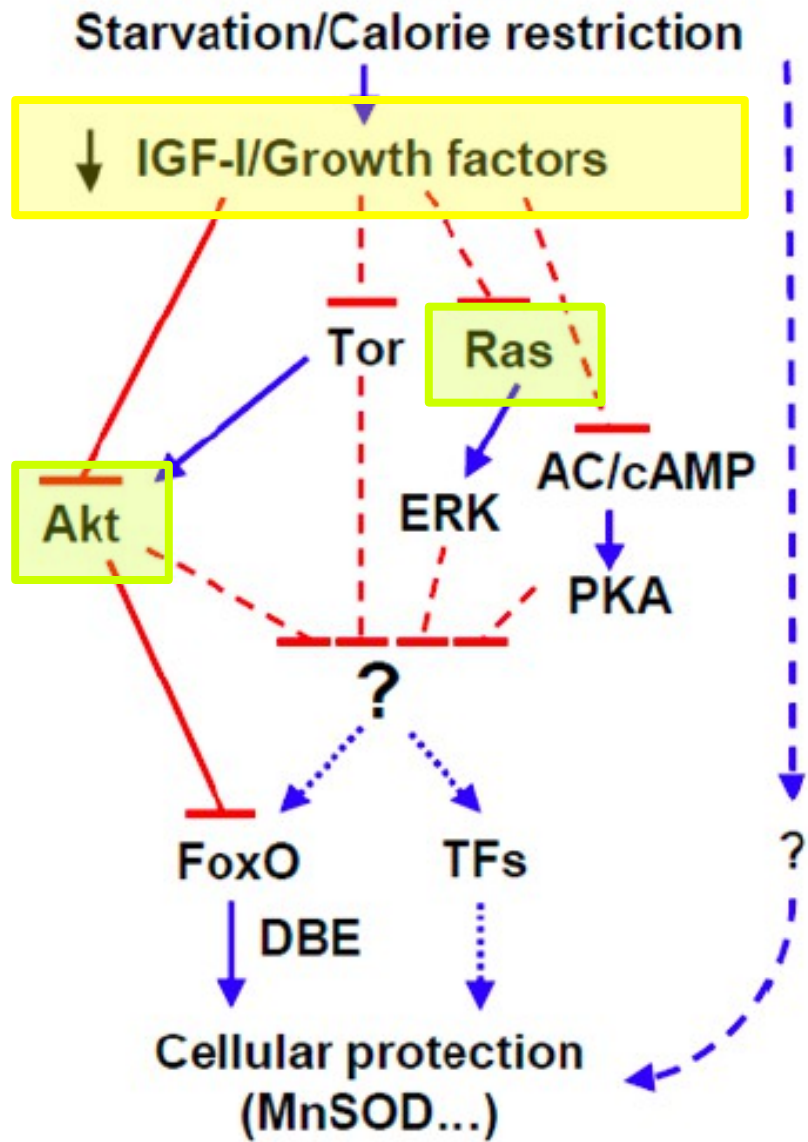 Starvation/Calorie restriction
↓ IGF-I/Growth factors
Tor
Ras
AC/cAMP
Akt
ERK
PKA
?
FoxO
TFs
?
DBE
Cellular protection
(MnSOD...)